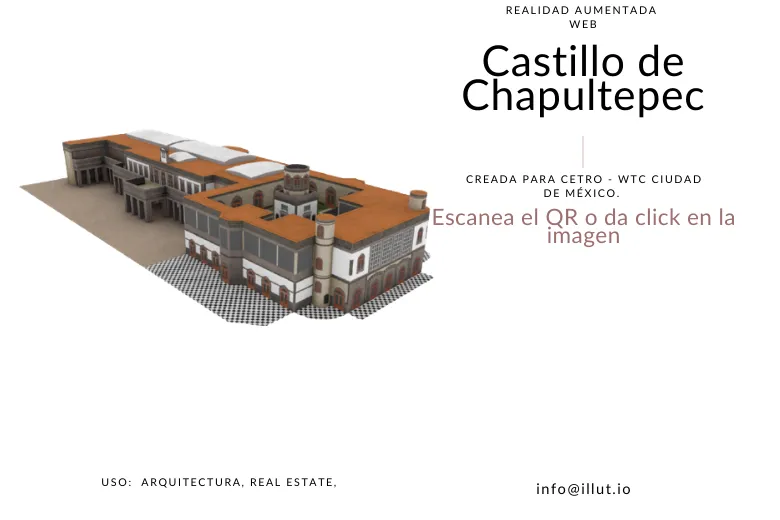 REALIDAD AUMENTADA
WEB
Castillo de
Chapultepec
CREADA PARA CETRO - WTC CIUDAD
DE MÉXICO.
Escanea el QR o da click en la
imagen
USO:  ARQUITECTURA, REAL ESTATE,
info@illut.io